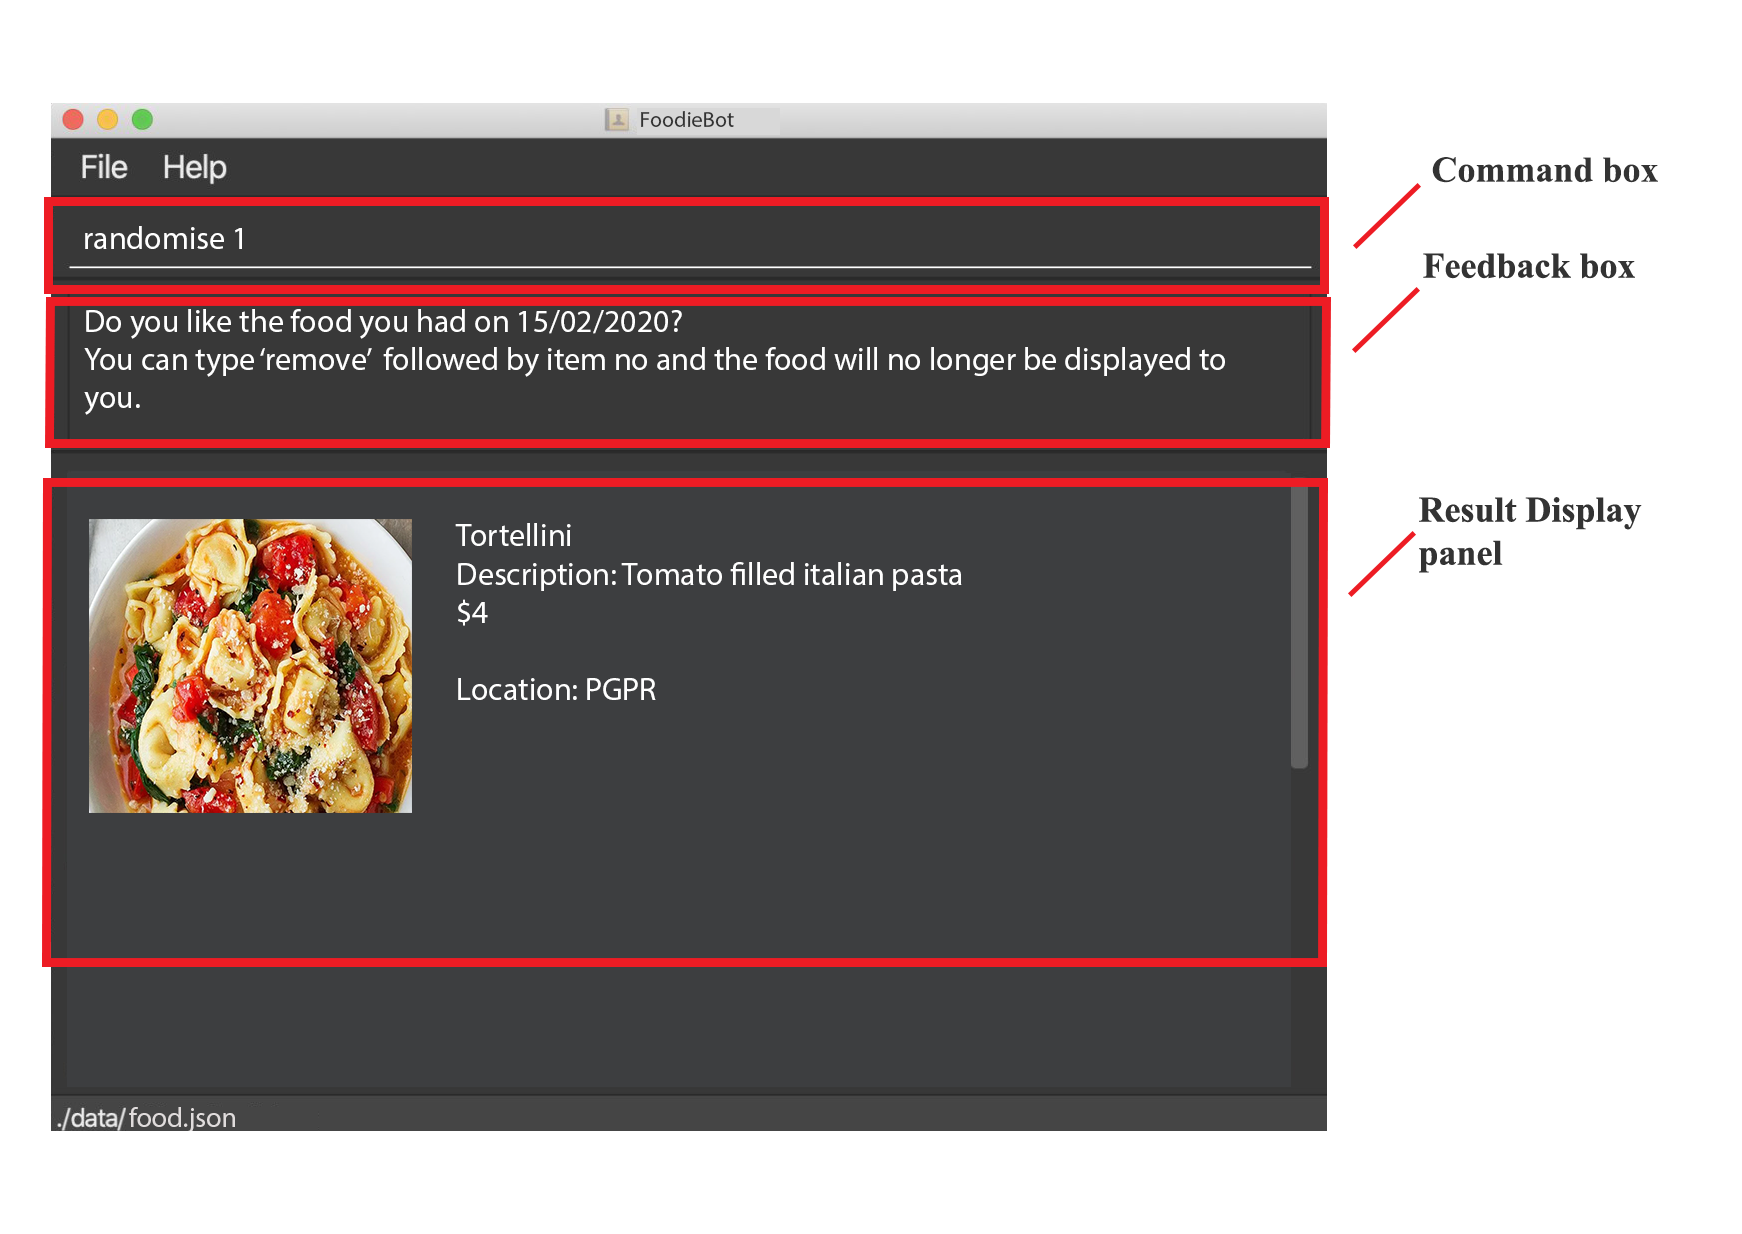 FoodieBot
File Help
Command box
randomise 1
Feedback box
Do you like the food you had on 15/02/2020?
You can type ‘remove’ followed by item no and the food will no longer be displayed to
you.
Result Display
panel
Tortellini
Description: Tomato filled italian pasta
$4
Location: PGPR
./data/food.json